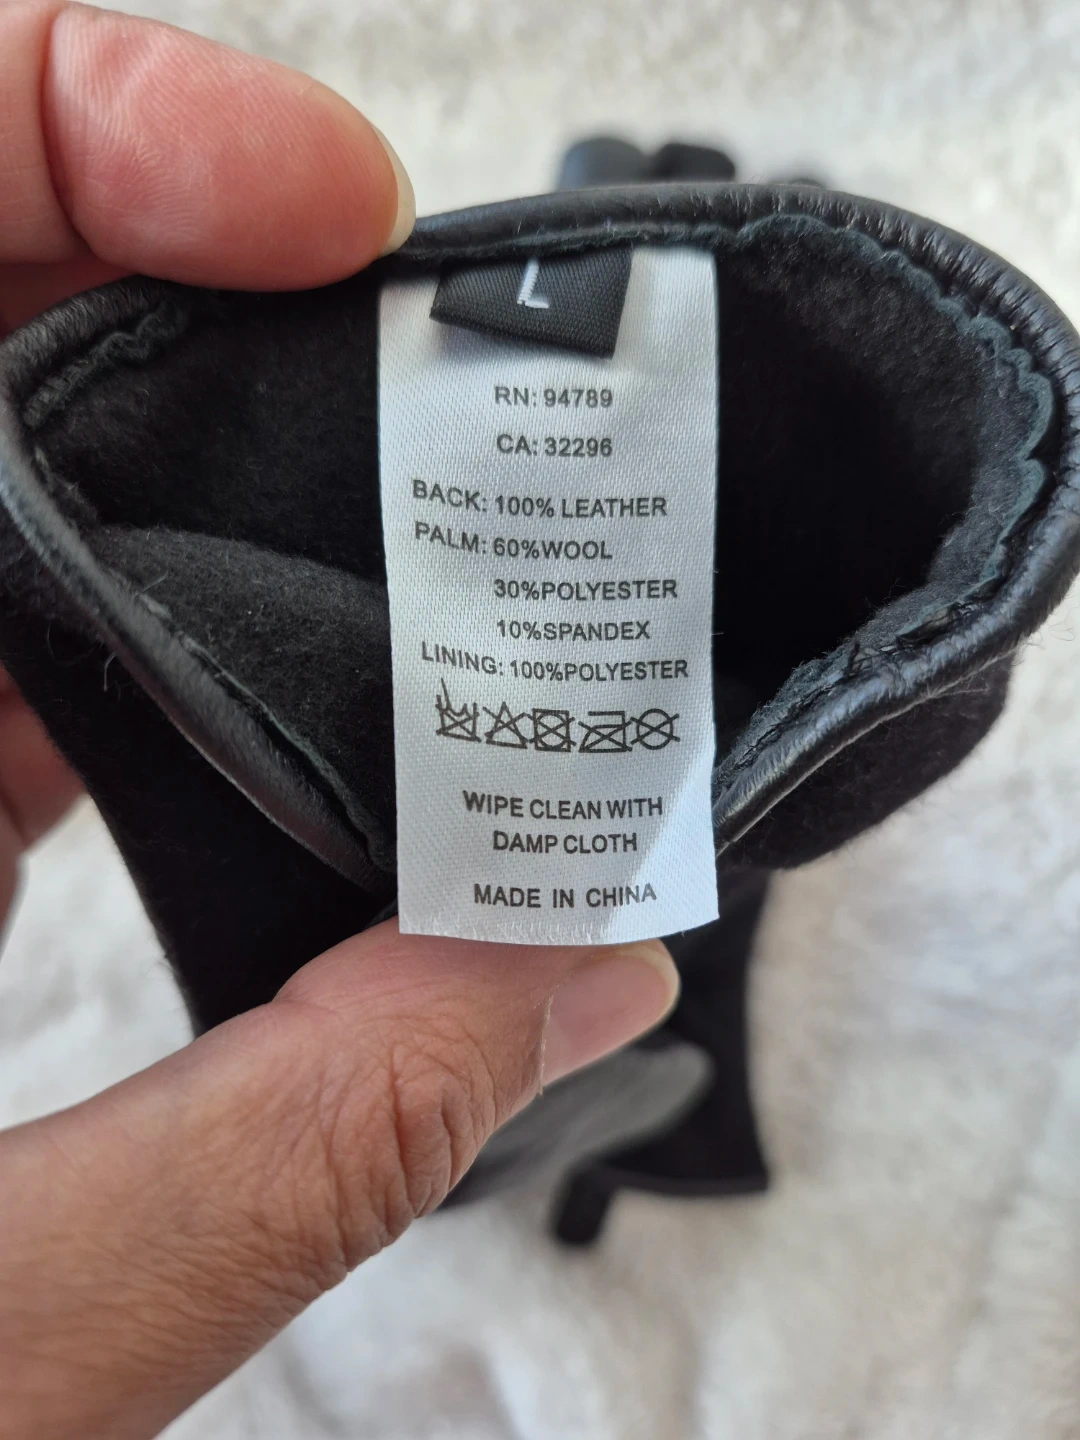 L
RN: 94789
CA: 32296
BACK: 100% LEATHER
PALM: 60%WOOL
30%POLYESTER
10%SPANDEX
LINING: 100%POLYESTER
WIPE CLEAN WITH
DAMP CLOTH
MADE IN CHINA